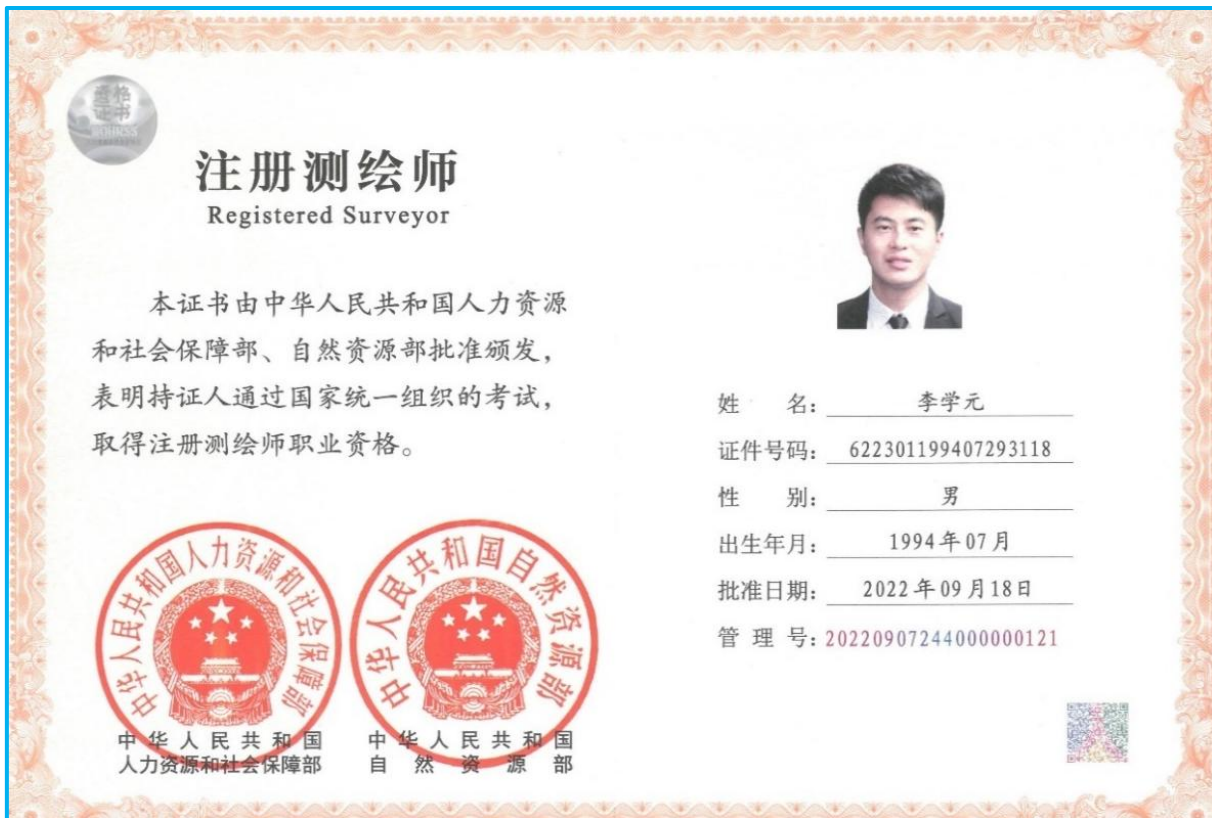 资格
证书
MOHRSS
注册测绘师
Registered Surveyor
本证书由中华人民共和国人力资源
和社会保障部、自然资源部批准颁发，
表明持证人通过国家统一组织的考试，
取得注册测绘师职业资格。
中华人民共和国人力资源和社会保障部
中华人民共和国
人力资源和社会保障部
中华人民共和国自然资源部
中华人民共和国
自然资源部
姓名：李学元
证件号码：622301199407293118
性别：男
出生年月：1994年07月
批准日期：2022年09月18日
管理号：20220907244000000121